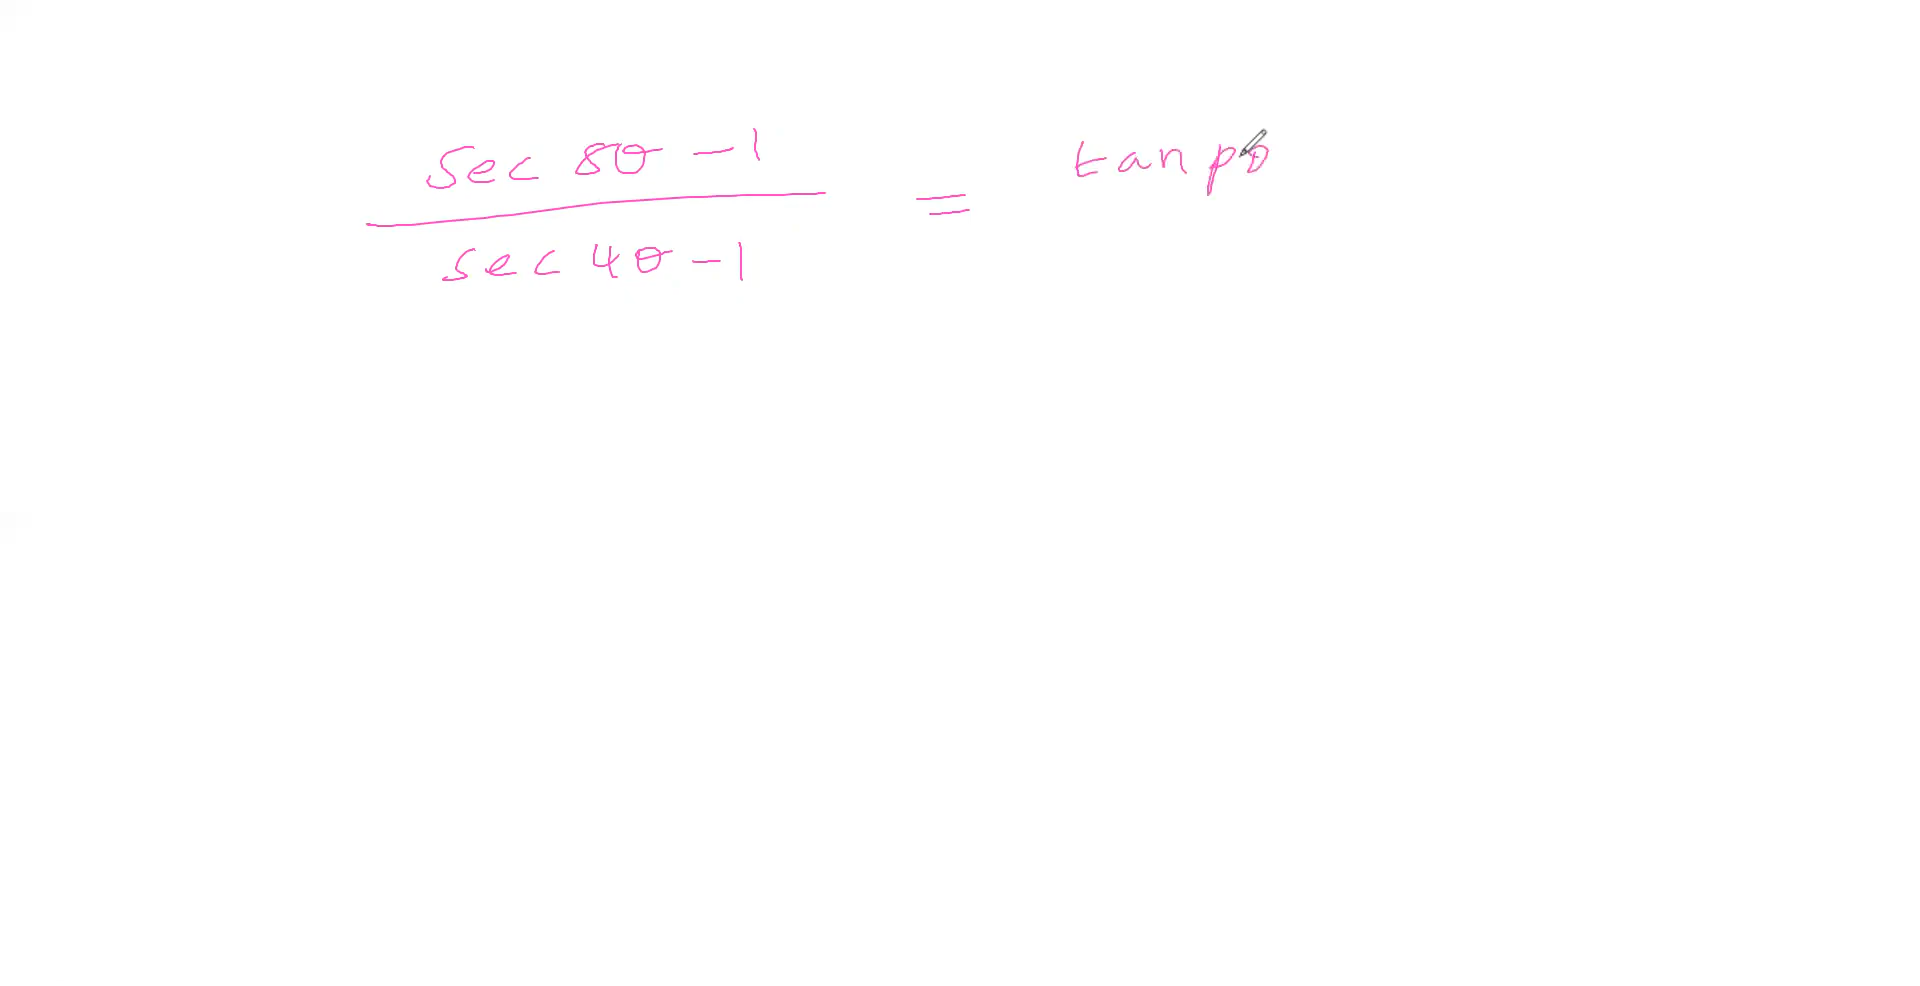 sec 8θ - 1
sec 4θ - 1
=
tan pθ